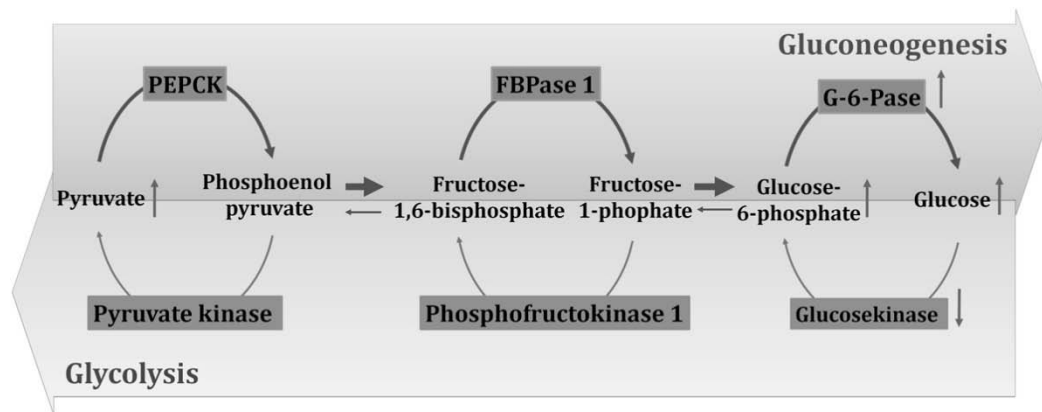 Gluconeogenesis
PEPCK
FBPase 1
G-6-Pase
Pyruvate
Phosphoenol
pyruvate
Fructose-
1,6-bisphosphate
Fructose-
1-phophate
Glucose-
6-phosphate
Glucose
Pyruvate kinase
Phosphofructokinase 1
Glucosekinase
Glycolysis